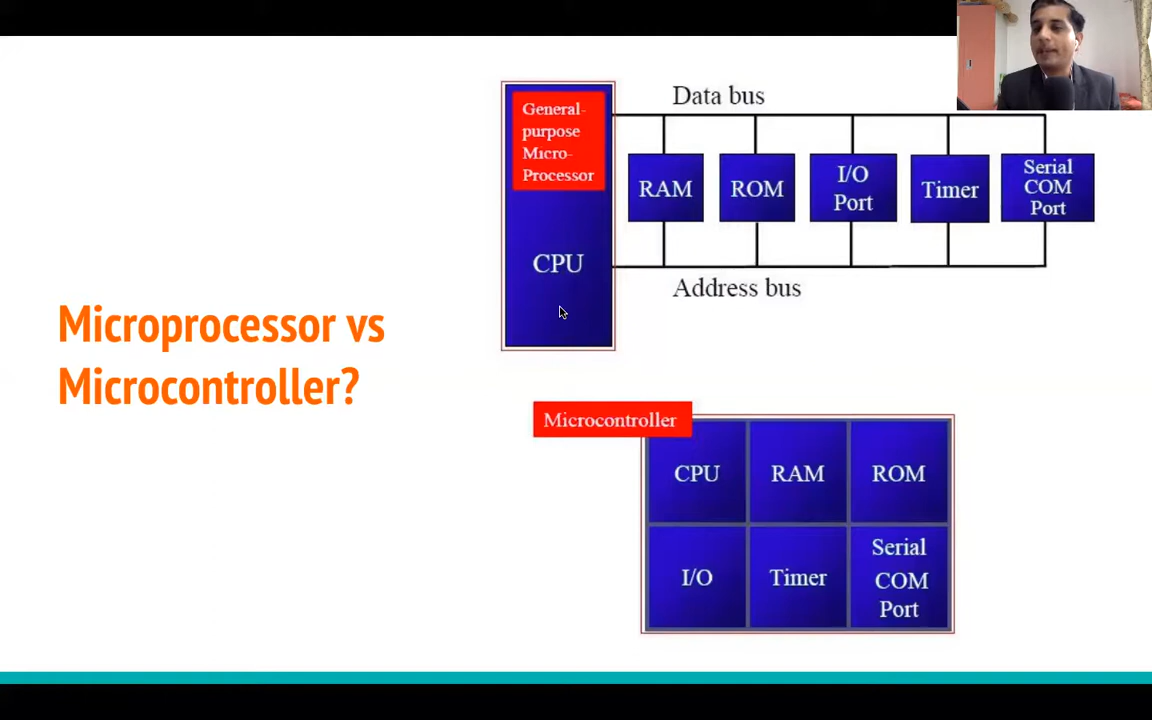 Microprocessor vs
Microcontroller?
General-
purpose
Micro-
Processor
CPU
Data bus
RAM
ROM
I/O
Port
Timer
Serial
COM
Port
Address bus
Microcontroller
CPU
RAM
ROM
I/O
Timer
Serial
COM
Port